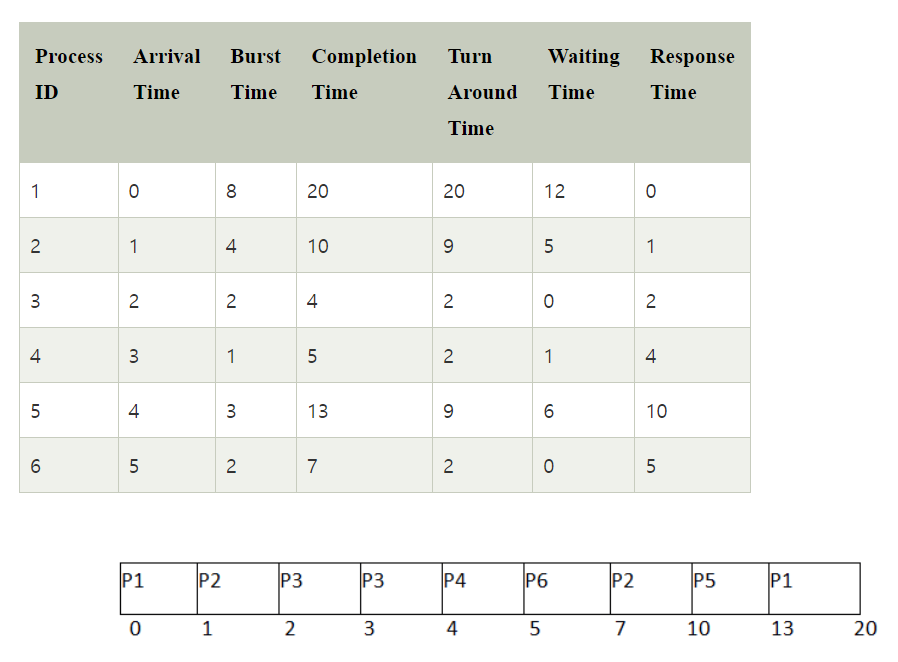 Process ID Arrival Time Burst Time Completion Time Turn Around Time Waiting Time Response Time
1 0 8 20 20 12 0
2 1 4 10 9 5 1
3 2 2 4 2 0 2
4 3 1 5 2 1 4
5 4 3 13 9 6 10
6 5 2 7 2 0 5
P1 P2 P3 P3 P4 P6 P2 P5 P1
0 1 2 3 4 5 7 10 13 20